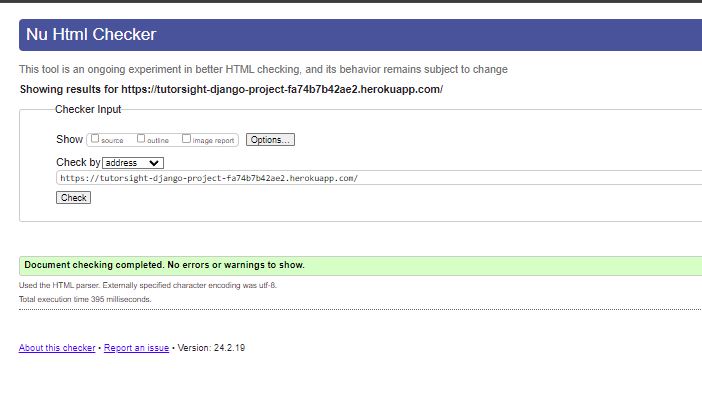 Nu Html Checker
This tool is an ongoing experiment in better HTML checking, and its behavior remains subject to change
Showing results for https://tutorsight-django-project-fa74b7b42ae2.herokuapp.com/
Checker Input
Show source outline image report Options...
Check by address
https://tutorsight-django-project-fa74b7b42ae2.herokuapp.com/
Check
Document checking completed. No errors or warnings to show.
Used the HTML parser. Externally specified character encoding was utf-8.
Total execution time 395 milliseconds.
About this checker • Report an issue • Version: 24.2.19